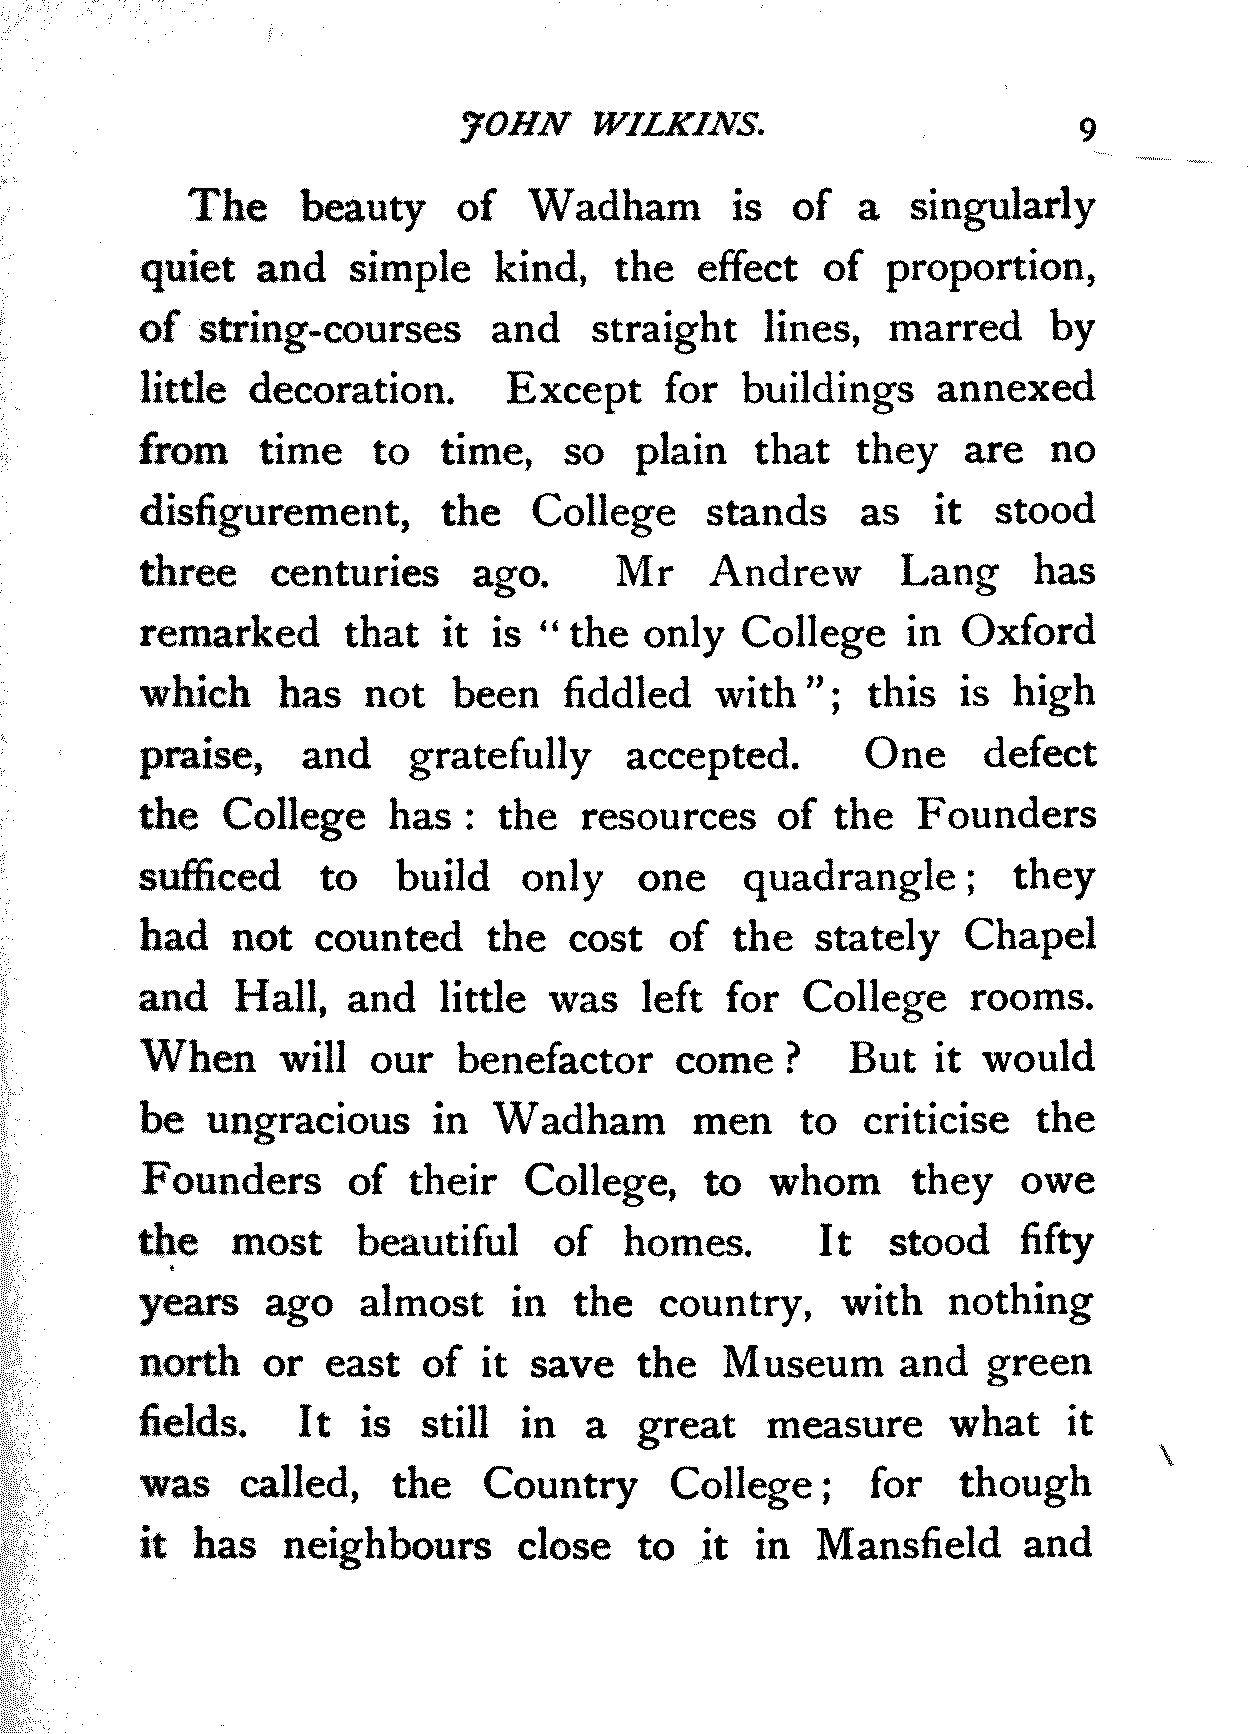 JOHN WILKINS. 9
The beauty of Wadham is of a singularly
quiet and simple kind, the effect of proportion,
of string-courses and straight lines, marred by
little decoration. Except for buildings annexed
from time to time, so plain that they are no
disfigurement, the College stands as it stood
three centuries ago. Mr Andrew Lang has
remarked that it is “the only College in Oxford
which has not been fiddled with”; this is high
praise, and gratefully accepted. One defect
the College has: the resources of the Founders
sufficed to build only one quadrangle; they
had not counted the cost of the stately Chapel
and Hall, and little was left for College rooms.
When will our benefactor come? But it would
be ungracious in Wadham men to criticise the
Founders of their College, to whom they owe
the most beautiful of homes. It stood fifty
years ago almost in the country, with nothing
north or east of it save the Museum and green
fields. It is still in a great measure what it
was called, the Country College; for though
it has neighbours close to it in Mansfield and